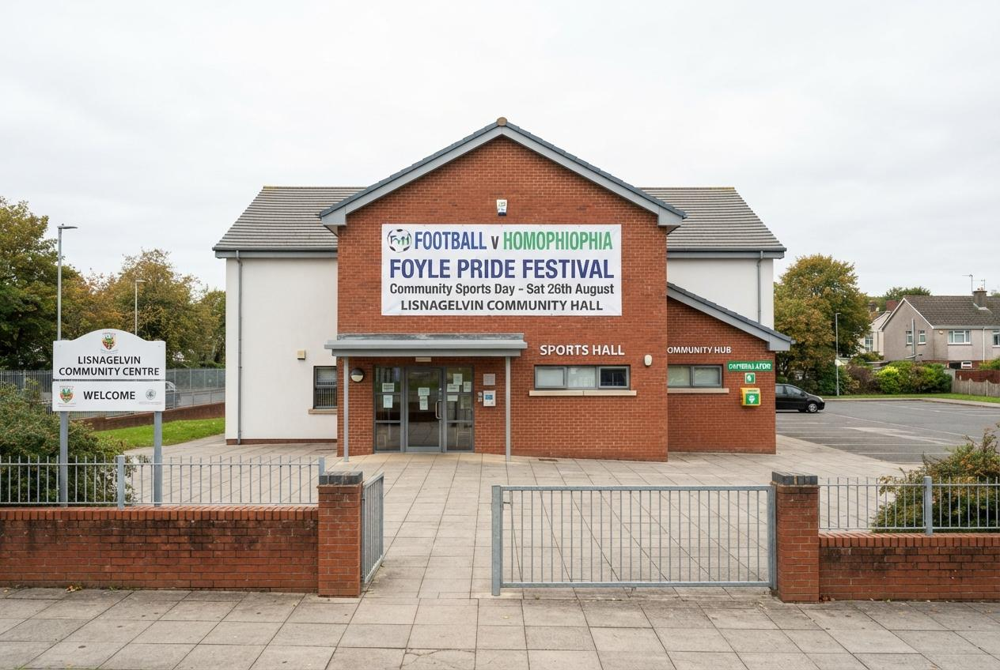 FOOTBALL v HOMOPHIOPHIA
FOYLE PRIDE FESTIVAL
Community Sports Day - Sat 26th August
LISNAGELVIN COMMUNITY HALL
SPORTS HALL
OMMUNITY HUB
LISNAGELVIN
COMMUNITY CENTRE
WELCOME